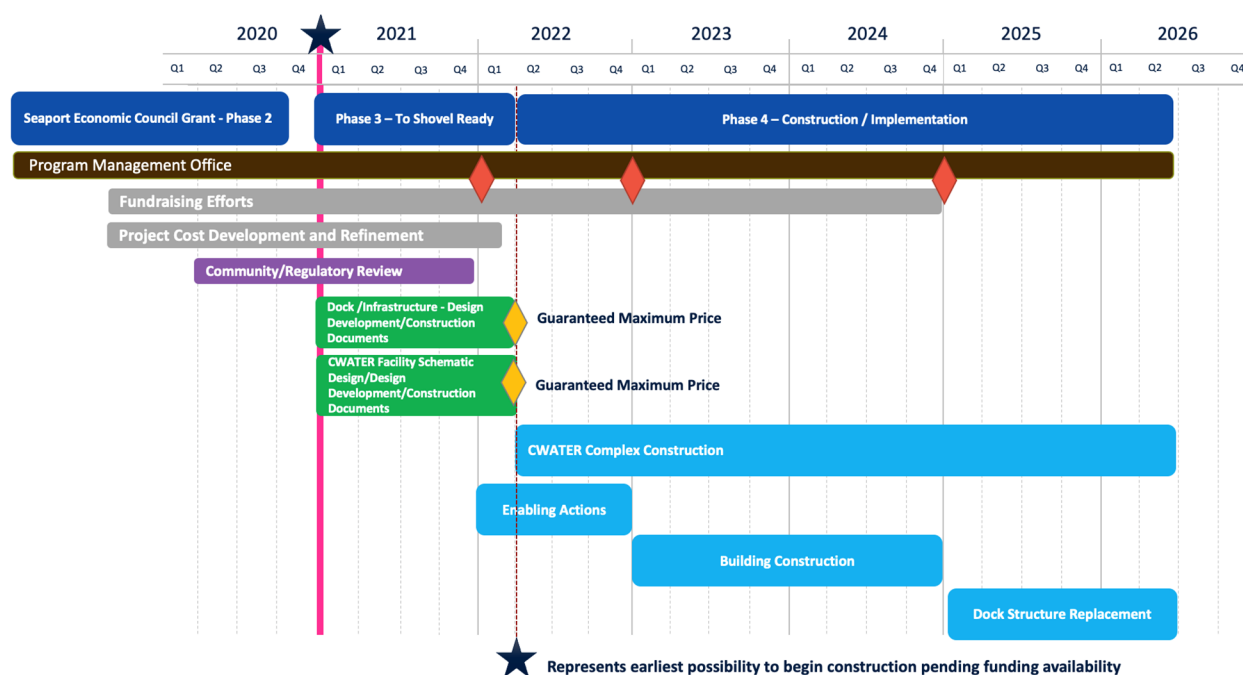 2020 2021 2022 2023 2024 2025 2026
Q1 Q2 Q3 Q4 Q1 Q2 Q3 Q4 Q1 Q2 Q3 Q4 Q1 Q2 Q3 Q4 Q1 Q2 Q3 Q4 Q1 Q2 Q3 Q4 Q1 Q2 Q3 Q4
Seaport Economic Council Grant - Phase 2
Phase 3 – To Shovel Ready
Phase 4 – Construction / Implementation
Program Management Office
Fundraising Efforts
Project Cost Development and Refinement
Community/Regulatory Review
Dock /Infrastructure - Design
Development/Construction
Documents
Guaranteed Maximum Price
CWATER Facility Schematic
Design/Design
Development/Construction
Documents
Guaranteed Maximum Price
CWATER Complex Construction
Enabling Actions
Building Construction
Dock Structure Replacement
Represents earliest possibility to begin construction pending funding availability